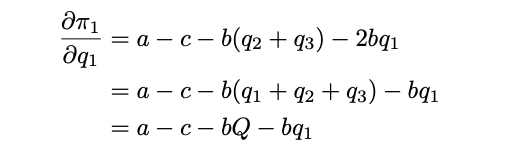 ∂π₁/∂q₁ = a − c − b(q₂ + q₃) − 2bq₁
= a − c − b(q₁ + q₂ + q₃) − bq₁
= a − c − bQ − bq₁